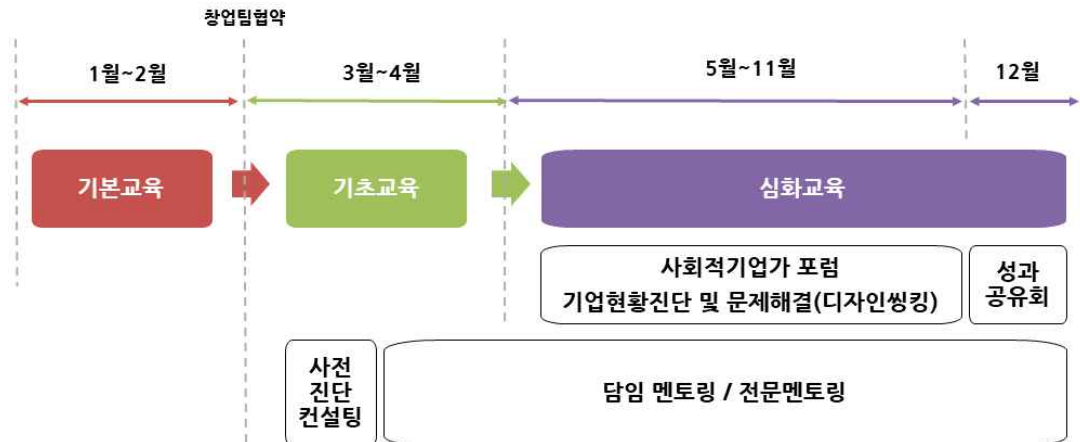 창업팀협약
1월~2월
3월~4월
5월~11월
12월
기본교육
기초교육
심화교육
사회적기업가 포럼
기업현황진단 및 문제해결(디자인씽킹)
성과
공유회
사전
진단
컨설팅
담임 멘토링 / 전문멘토링